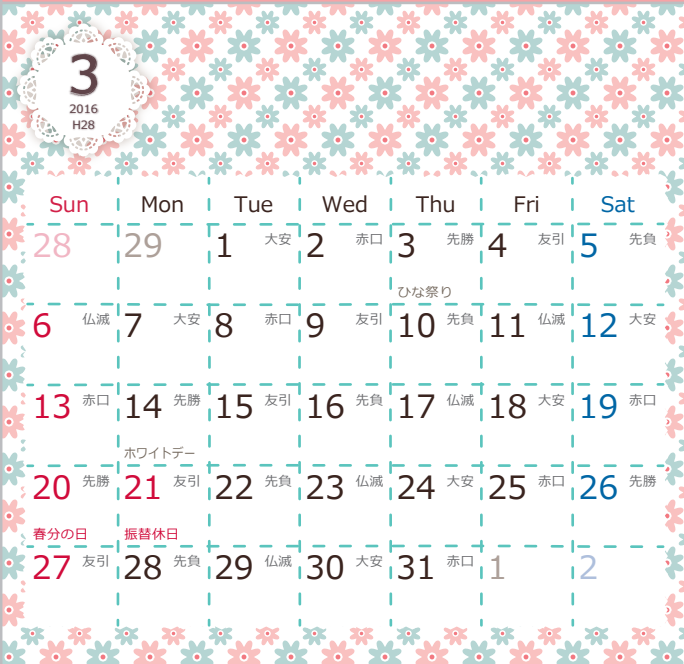 3
2016
H28
Sun Mon Tue Wed Thu Fri Sat
28 29 1 大安 2 赤口 3 先勝 4 友引 5 先負
ひな祭り
6 仏滅 7 大安 8 赤口 9 友引 10 先負 11 仏滅 12 大安
13 赤口 14 先勝 15 友引 16 先負 17 仏滅 18 大安 19 赤口
ホワイトデー
20 先勝 21 友引 22 先負 23 仏滅 24 大安 25 赤口 26 先勝
春分の日 振替休日
27 友引 28 先負 29 仏滅 30 大安 31 赤口 1 2